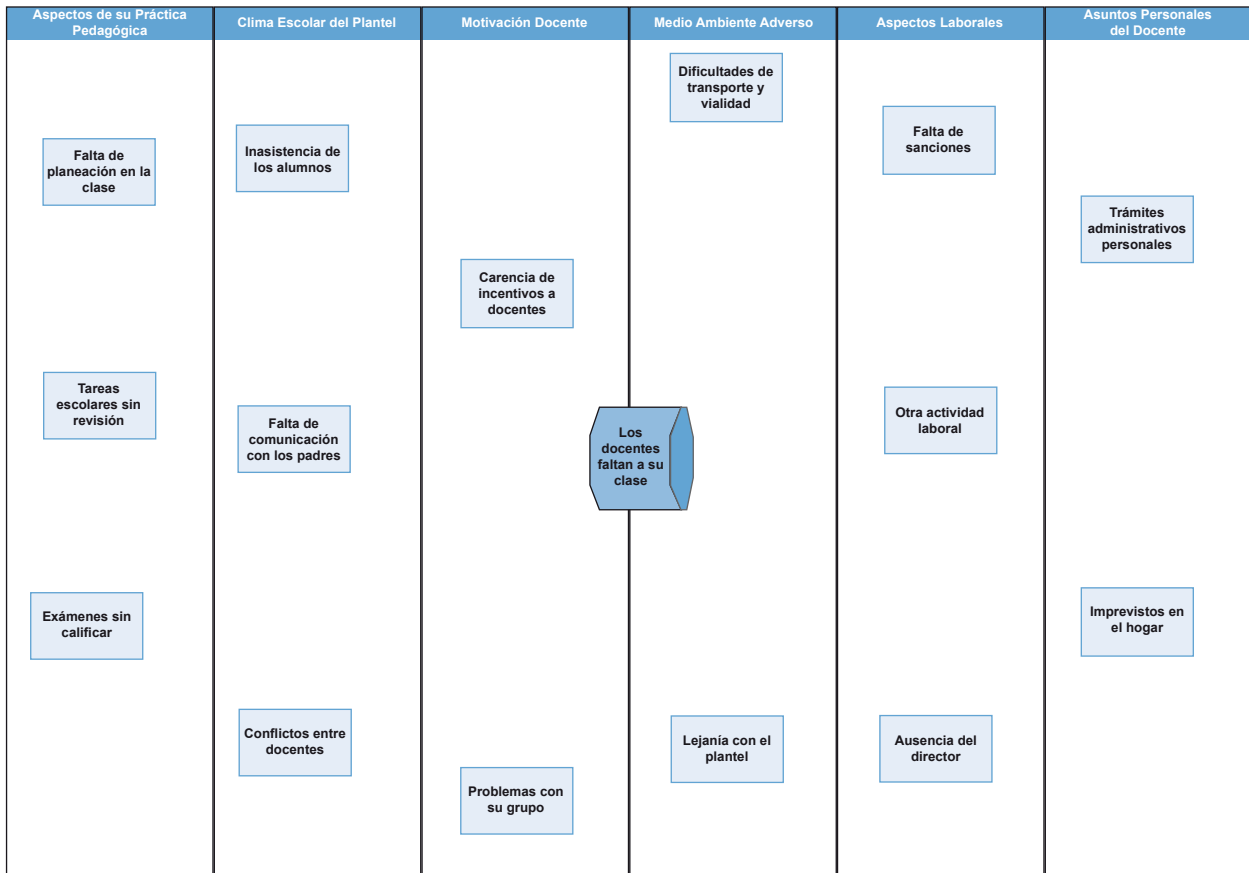 Aspectos de su Práctica
Pedagógica
Clima Escolar del Plantel
Motivación Docente
Medio Ambiente Adverso
Aspectos Laborales
Asuntos Personales
del Docente
Falta de
planeación en la
clase
Tareas
escolares sin
revisión
Exámenes sin
calificar
Inasistencia de
los alumnos
Falta de
comunicación
con los padres
Conflictos entre
docentes
Carencia de
incentivos a
docentes
Problemas con
su grupo
Los
docentes
faltan a su
clase
Dificultades de
transporte y
vialidad
Lejanía con el
plantel
Falta de
sanciones
Otra actividad
laboral
Ausencia del
director
Trámites
administrativos
personales
Imprevistos en
el hogar